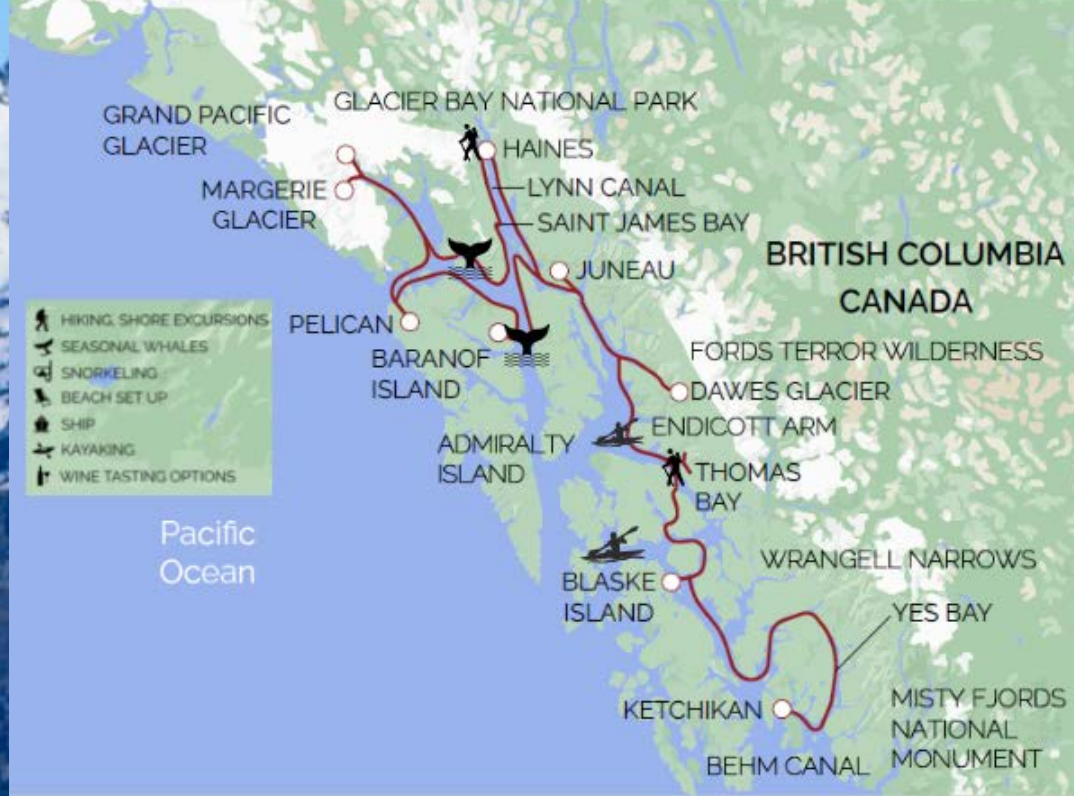 GLACIER BAY NATIONAL PARK
GRAND PACIFIC
GLACIER
HAINES
MARGERIE
GLACIER
LYNN CANAL
SAINT JAMES BAY
JUNEAU
BRITISH COLUMBIA
CANADA
HIKING, SHORE EXCURSIONS
SEASONAL WHALES
SNORKELING
BEACH SET UP
SHIP
KAYAKING
WINE TASTING OPTIONS
PELICAN
BARANOF
ISLAND
FORDS TERROR WILDERNESS
DAWES GLACIER
ENDICOTT ARM
ADMIRALTY
ISLAND
THOMAS
BAY
Pacific
Ocean
WRANGELL NARROWS
BLASKE
ISLAND
YES BAY
KETCHIKAN
MISTY FJORDS
NATIONAL
MONUMENT
BEHM CANAL